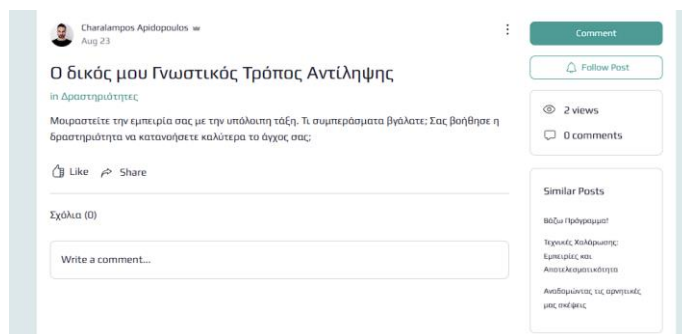 Charalampos Apidopoulos
Aug 23
Ο δικός μου Γνωστικός Τρόπος Αντίληψης
in Δραστηριότητες
Μοιραστείτε την εμπειρία σας με την υπόλοιπη τάξη. Τι συμπεράσματα βγάλατε; Σας βοήθησε η
δραστηριότητα να κατανοήσετε καλύτερα το άγχος σας;
Like Share
Σχόλια (0)
Write a comment...
Comment
Follow Post
2 views
0 comments
Similar Posts
Βάζω Πρόγραμμα!
Τεχνικές Χαλάρωσης:
Εμπειρίες και
Αποτελεσματικότητα
Αναδομώντας τις αρνητικές
μας σκέψεις